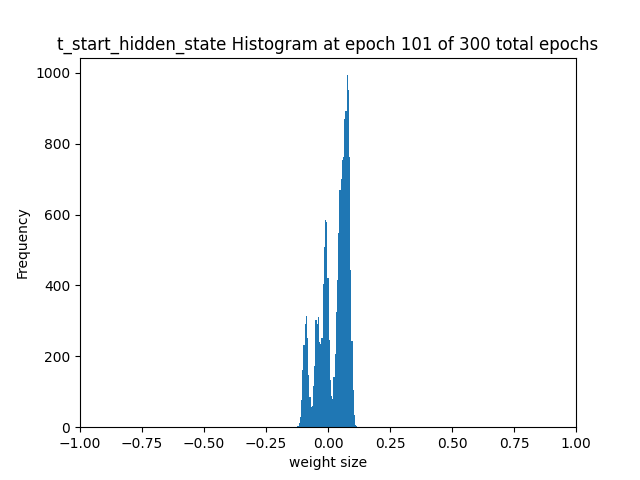 t_start_hidden_state Histogram at epoch 101 of 300 total epochs
1000
800
600
400
200
0
Frequency
−1.00 −0.75 −0.50 −0.25 0.00 0.25 0.50 0.75 1.00
weight size